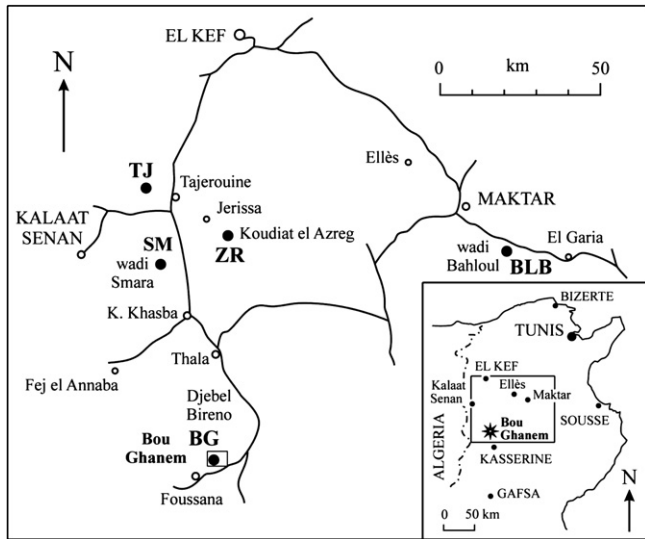 EL KEF
N
0
50
km
TJ
Tajerouine
Ellès
Jerissa
MAKTAR
KALAAT
SENAN
SM
wadi
Smara
Koudiat el Azreg
ZR
wadi
Bahloul
BLB
El Garia
K. Khasba
Thala
Fej el Annaba
Djebel
Bireno
Bou
Ghanem
BG
Foussana
BIZERTE
TUNIS
EL KEF
Ellès
Kalaat
Senan
Maktar
SOUSSE
Bou
Ghanem
ALGERIA
KASSERINE
GAFSA
N
0 50 km